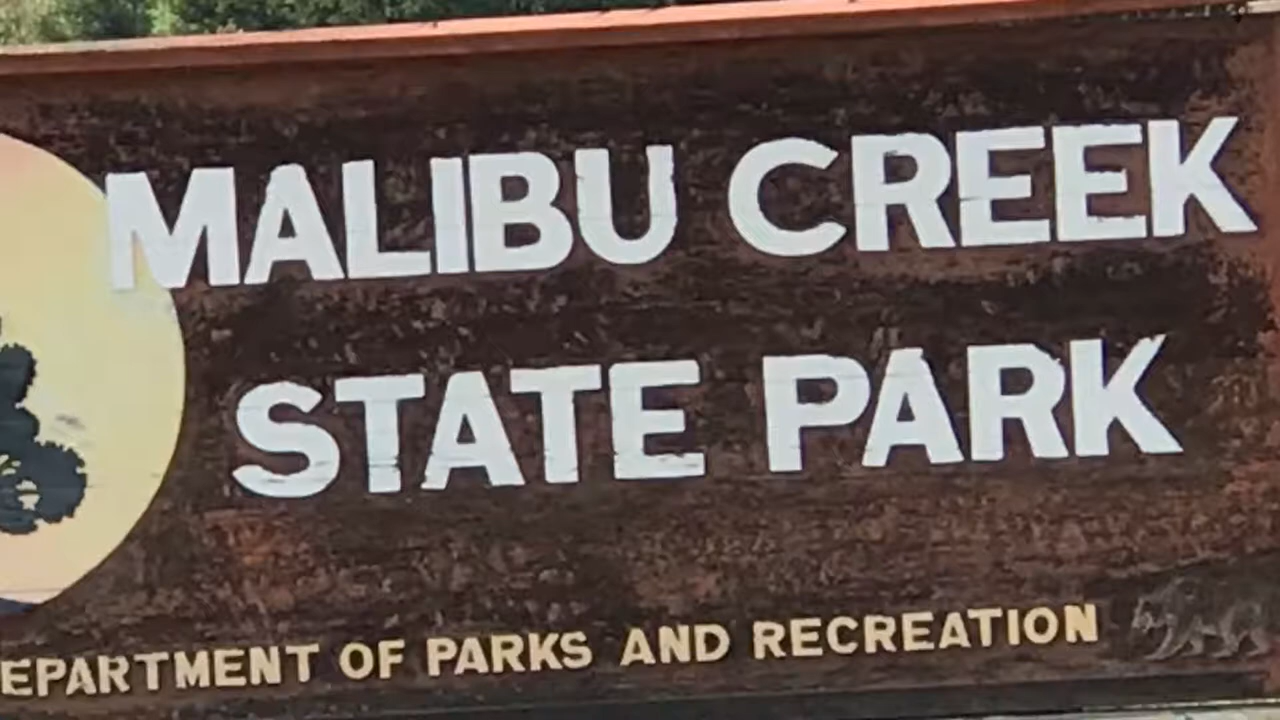 MALIBU CREEK
STATE PARK
EPARTMENT OF PARKS AND RECREATION